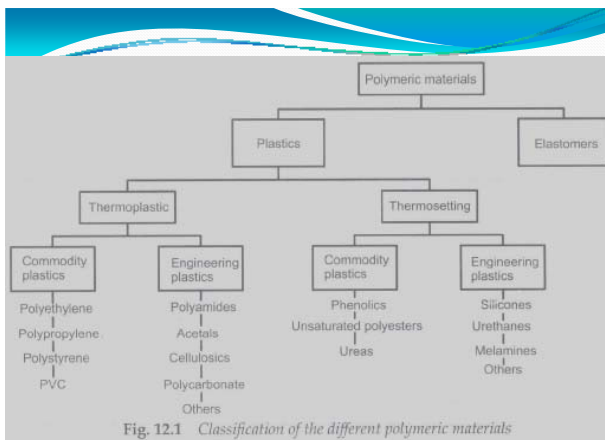 Polymeric materials
Plastics
Elastomers
Thermoplastic
Thermosetting
Commodity
plastics
Engineering
plastics
Commodity
plastics
Engineering
plastics
Polyethylene
Polypropylene
Polystyrene
PVC
Polyamides
Acetals
Cellulosics
Polycarbonate
Others
Phenolics
Unsaturated polyesters
Ureas
Silicones
Urethanes
Melamines
Others
Fig. 12.1 Classification of the different polymeric materials